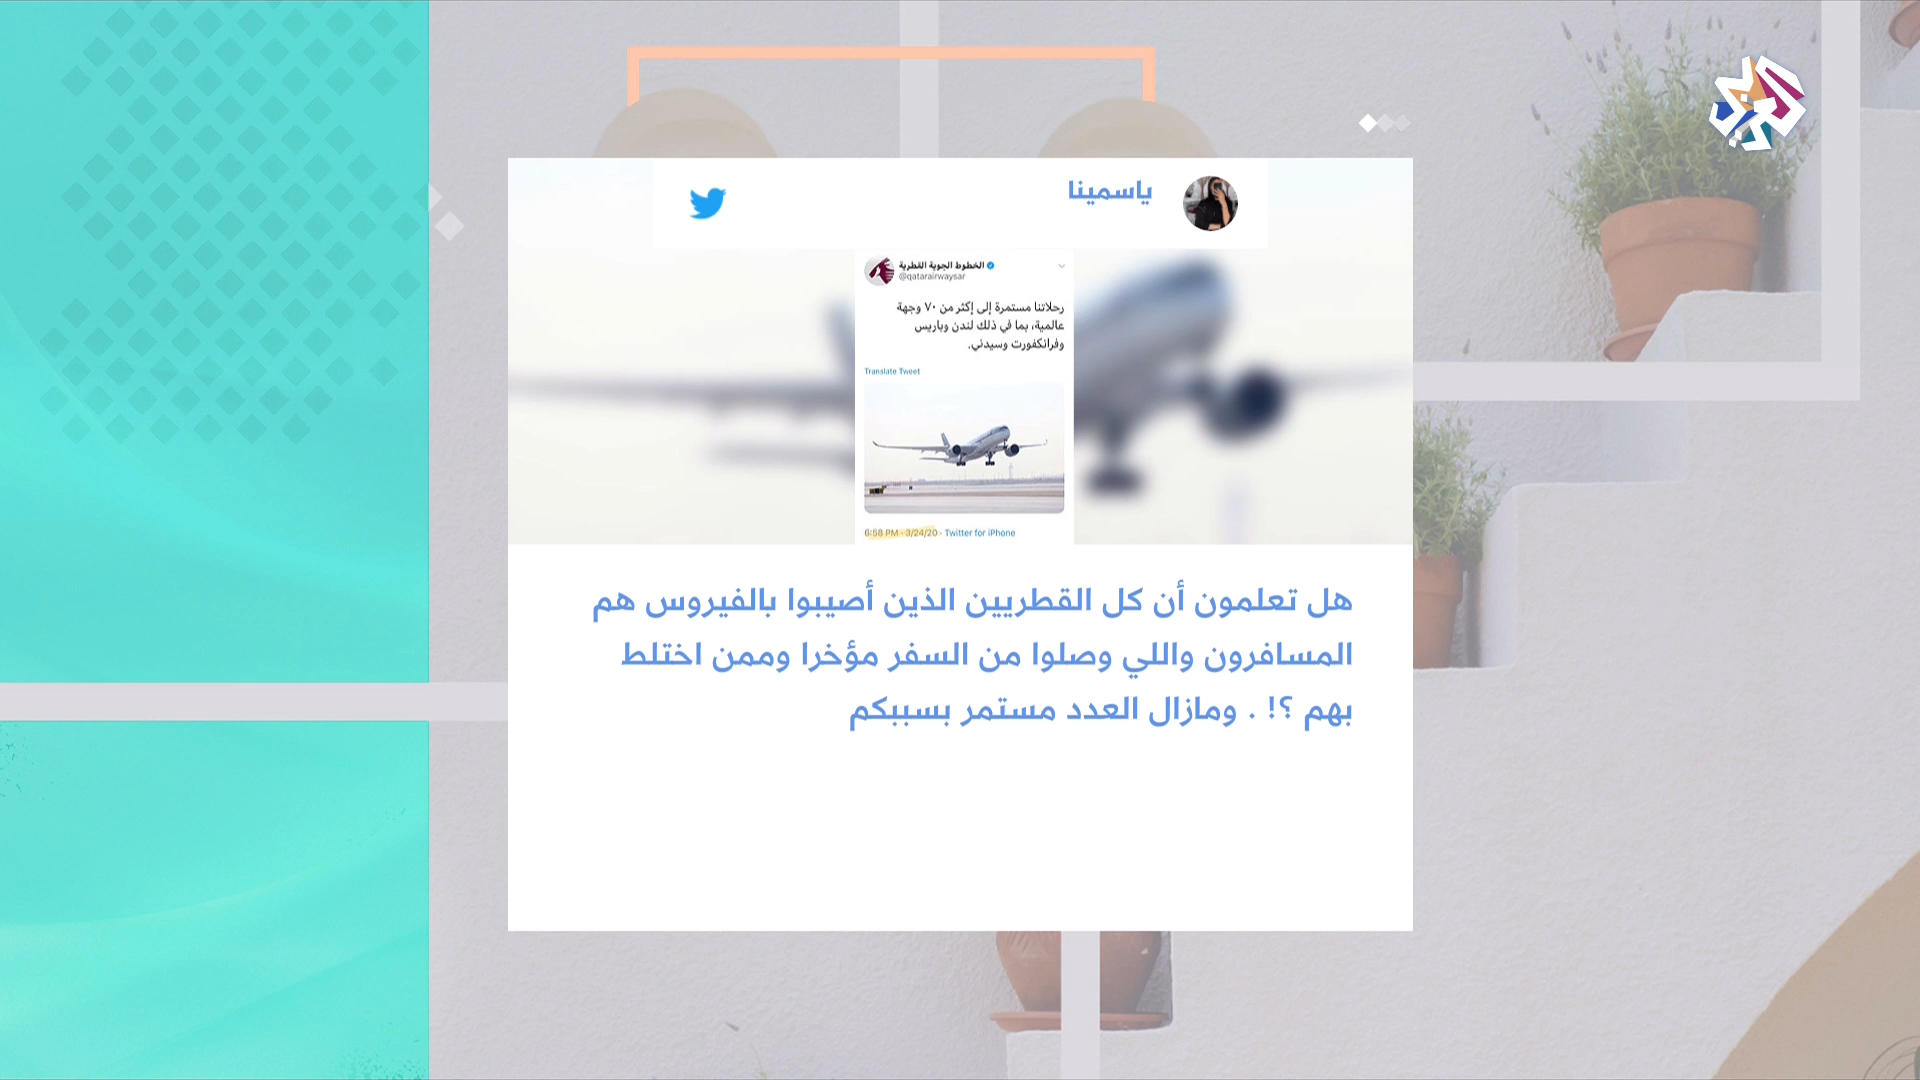 ياسمينا
الخطوط الجوية القطرية
@qatarairwaysar
رحلاتنا مستمرة إلى إكثر من ٧٠ وجهة
عالمية، بما في ذلك لندن وباريس
وفرانكفورت وسيدني.
Translate Tweet
6:58 PM · 3/24/20 · Twitter for iPhone
هل تعلمون أن كل القطريين الذين أصيبوا بالفيروس هم
المسافرون واللي وصلوا من السفر مؤخرا وممن اختلط
بهم ؟! . ومازال العدد مستمر بسببكم